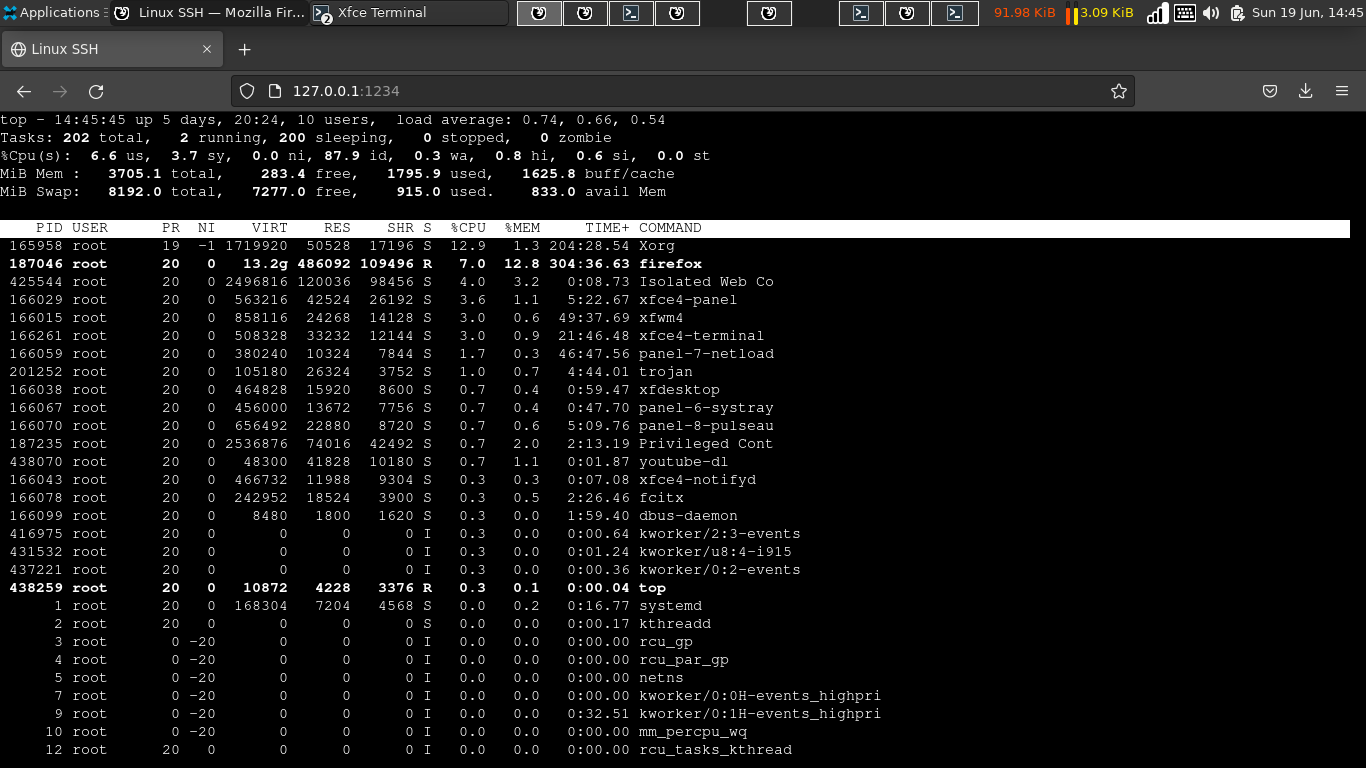 Applications Linux SSH — Mozilla Fir... Xfce Terminal 2 91.98 KiB 3.09 KiB Sun 19 Jun, 14:45
Linux SSH
127.0.0.1:1234
top - 14:45:45 up 5 days, 20:24, 10 users,  load average: 0.74, 0.66, 0.54
Tasks: 202 total,   2 running, 200 sleeping,   0 stopped,   0 zombie
%Cpu(s):  6.6 us,  3.7 sy,  0.0 ni, 87.9 id,  0.3 wa,  0.8 hi,  0.6 si,  0.0 st
MiB Mem :   3705.1 total,    283.4 free,   1795.9 used,   1625.8 buff/cache
MiB Swap:   8192.0 total,   7277.0 free,    915.0 used.    833.0 avail Mem
    PID USER      PR  NI    VIRT    RES    SHR S  %CPU  %MEM     TIME+ COMMAND
 165958 root      19  -1 1719920  50528  17196 S  12.9   1.3 204:28.54 Xorg
 187046 root      20   0   13.2g 486092 109496 R   7.0  12.8 304:36.63 firefox
 425544 root      20   0 2496816 120036  98456 S   4.0   3.2   0:08.73 Isolated Web Co
 166029 root      20   0  563216  42524  26192 S   3.6   1.1   5:22.67 xfce4-panel
 166015 root      20   0  858116  24268  14128 S   3.0   0.6  49:37.69 xfwm4
 166261 root      20   0  508328  33232  12144 S   3.0   0.9  21:46.48 xfce4-terminal
 166059 root      20   0  380240  10324   7844 S   1.7   0.3  46:47.56 panel-7-netload
 201252 root      20   0  105180  26324   3752 S   1.0   0.7   4:44.01 trojan
 166038 root      20   0  464828  15920   8600 S   0.7   0.4   0:59.47 xfdesktop
 166067 root      20   0  456000  13672   7756 S   0.7   0.4   0:47.70 panel-6-systray
 166070 root      20   0  656492  22880   8720 S   0.7   0.6   5:09.76 panel-8-pulseau
 187235 root      20   0 2536876  74016  42492 S   0.7   2.0   2:13.19 Privileged Cont
 438070 root      20   0   48300  41828  10180 S   0.7   1.1   0:01.87 youtube-dl
 166043 root      20   0  466732  11988   9304 S   0.3   0.3   0:07.08 xfce4-notifyd
 166078 root      20   0  242952  18524   3900 S   0.3   0.5   2:26.46 fcitx
 166099 root      20   0    8480   1800   1620 S   0.3   0.0   1:59.40 dbus-daemon
 416975 root      20   0       0      0      0 I   0.3   0.0   0:00.64 kworker/2:3-events
 431532 root      20   0       0      0      0 I   0.3   0.0   0:01.24 kworker/u8:4-i915
 437221 root      20   0       0      0      0 I   0.3   0.0   0:00.36 kworker/0:2-events
 438259 root      20   0   10872   4228   3376 R   0.3   0.1   0:00.04 top
      1 root      20   0  168304   7204   4568 S   0.0   0.2   0:16.77 systemd
      2 root      20   0       0      0      0 S   0.0   0.0   0:00.17 kthreadd
      3 root       0 -20       0      0      0 I   0.0   0.0   0:00.00 rcu_gp
      4 root       0 -20       0      0      0 I   0.0   0.0   0:00.00 rcu_par_gp
      5 root       0 -20       0      0      0 I   0.0   0.0   0:00.00 netns
      7 root       0 -20       0      0      0 I   0.0   0.0   0:00.00 kworker/0:0H-events_highpri
      9 root       0 -20       0      0      0 I   0.0   0.0   0:32.51 kworker/0:1H-events_highpri
     10 root       0 -20       0      0      0 I   0.0   0.0   0:00.00 mm_percpu_wq
     12 root      20   0       0      0      0 I   0.0   0.0   0:00.00 rcu_tasks_kthread